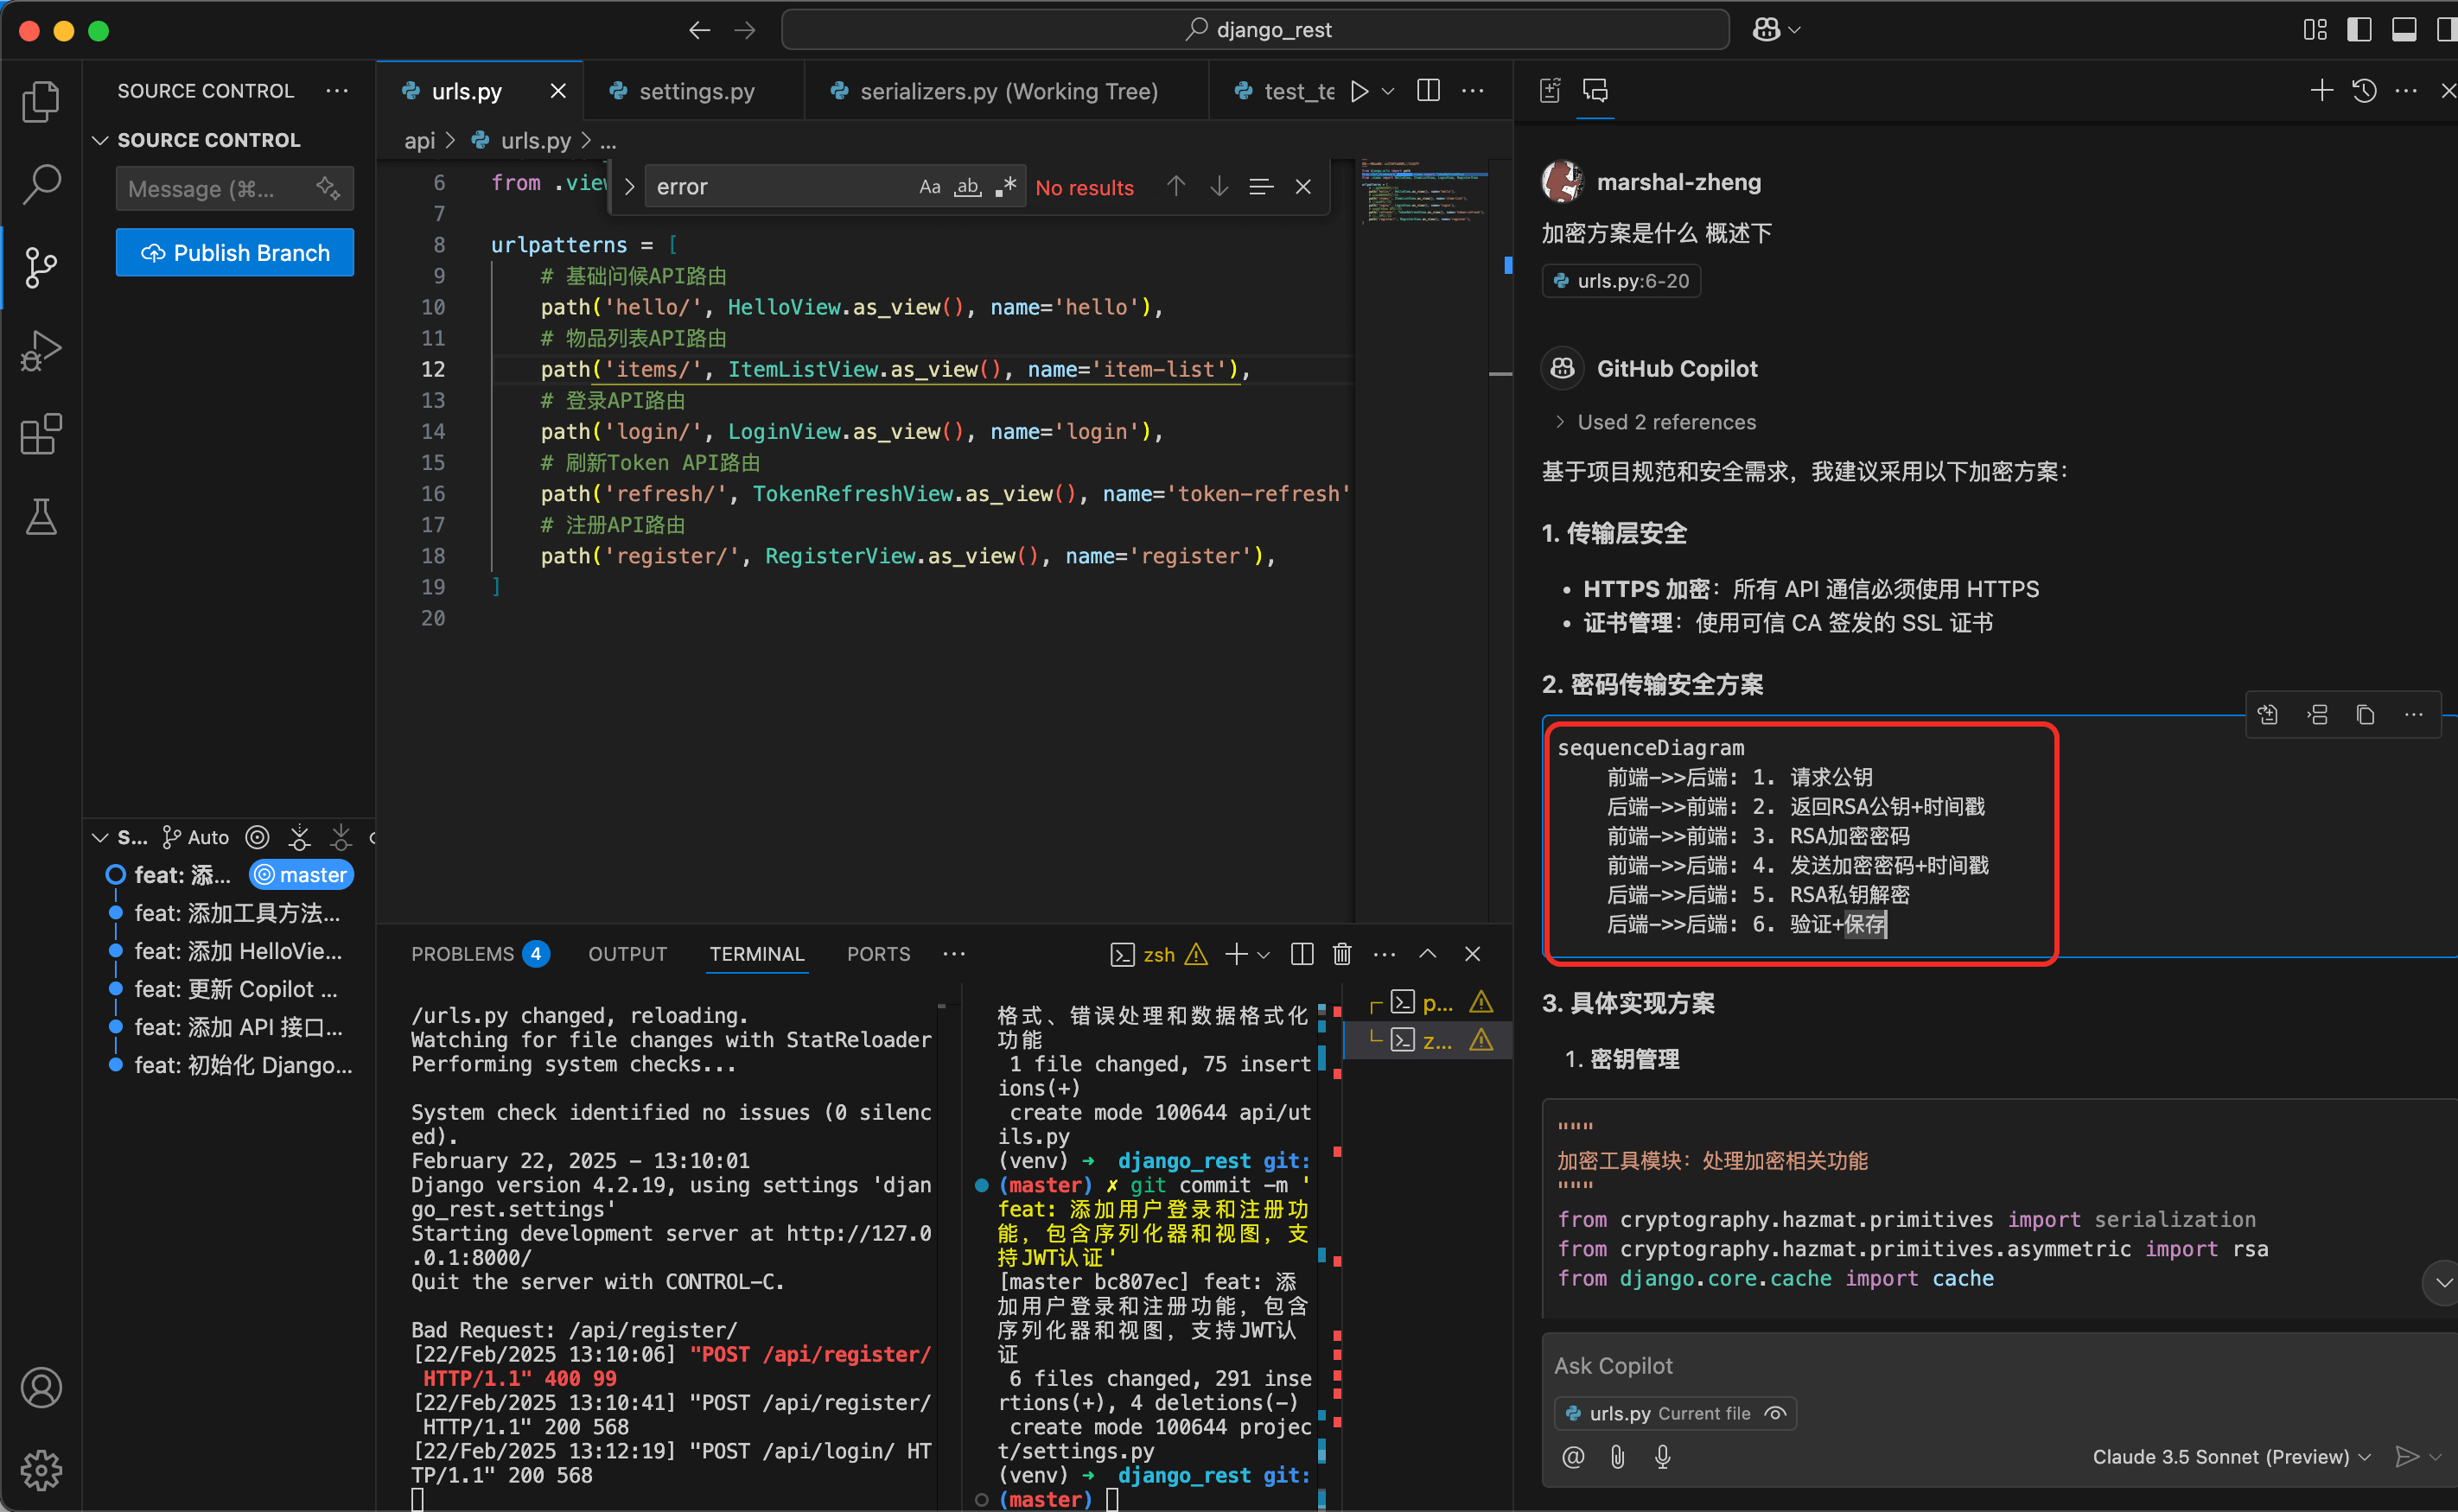 django_rest
SOURCE CONTROL
SOURCE CONTROL
Message (⌘...
Publish Branch
S... Auto
feat: 添... master
feat: 添加工具方法...
feat: 添加 HelloVie...
feat: 更新 Copilot ...
feat: 添加 API 接口...
feat: 初始化 Django...
urls.py settings.py serializers.py (Working Tree) test_te
api > urls.py > ...
error Aa ab .* No results
6 from .view
7
8 urlpatterns = [
9 # 基础问候API路由
10 path('hello/', HelloView.as_view(), name='hello'),
11 # 物品列表API路由
12 path('items/', ItemListView.as_view(), name='item-list'),
13 # 登录API路由
14 path('login/', LoginView.as_view(), name='login'),
15 # 刷新Token API路由
16 path('refresh/', TokenRefreshView.as_view(), name='token-refresh'
17 # 注册API路由
18 path('register/', RegisterView.as_view(), name='register'),
19 ]
20
PROBLEMS 4 OUTPUT TERMINAL PORTS ... zsh
/urls.py changed, reloading.
Watching for file changes with StatReloader
Performing system checks...
System check identified no issues (0 silenc
ed).
February 22, 2025 - 13:10:01
Django version 4.2.19, using settings 'djan
go_rest.settings'
Starting development server at http://127.0
.0.1:8000/
Quit the server with CONTROL-C.
Bad Request: /api/register/
[22/Feb/2025 13:10:06] "POST /api/register/
HTTP/1.1" 400 99
[22/Feb/2025 13:10:41] "POST /api/register/
HTTP/1.1" 200 568
[22/Feb/2025 13:12:19] "POST /api/login/ HT
TP/1.1" 200 568
格式、错误处理和数据格式化
功能
1 file changed, 75 insert
ions(+)
create mode 100644 api/ut
ils.py
(venv) ➜ django_rest git:
(master) ✗ git commit -m '
feat: 添加用户登录和注册功
能, 包含序列化器和视图, 支
持JWT认证'
[master bc807ec] feat: 添
加用户登录和注册功能, 包含
序列化器和视图, 支持JWT认
证
6 files changed, 291 inse
rtions(+), 4 deletions(-)
create mode 100644 projec
t/settings.py
(venv) ➜ django_rest git:
(master)
p...
z...
marshal-zheng
加密方案是什么 概述下
urls.py:6-20
GitHub Copilot
> Used 2 references
基于项目规范和安全需求，我建议采用以下加密方案：
1. 传输层安全
• HTTPS 加密：所有 API 通信必须使用 HTTPS
• 证书管理：使用可信 CA 签发的 SSL 证书
2. 密码传输安全方案
sequenceDiagram
前端->>后端: 1. 请求公钥
后端->>前端: 2. 返回RSA公钥+时间戳
前端->>前端: 3. RSA加密密码
前端->>后端: 4. 发送加密密码+时间戳
后端->>后端: 5. RSA私钥解密
后端->>后端: 6. 验证+保存
3. 具体实现方案
1. 密钥管理
"""
加密工具模块：处理加密相关功能
"""
from cryptography.hazmat.primitives import serialization
from cryptography.hazmat.primitives.asymmetric import rsa
from django.core.cache import cache
Ask Copilot
urls.py Current file
@ Claude 3.5 Sonnet (Preview)